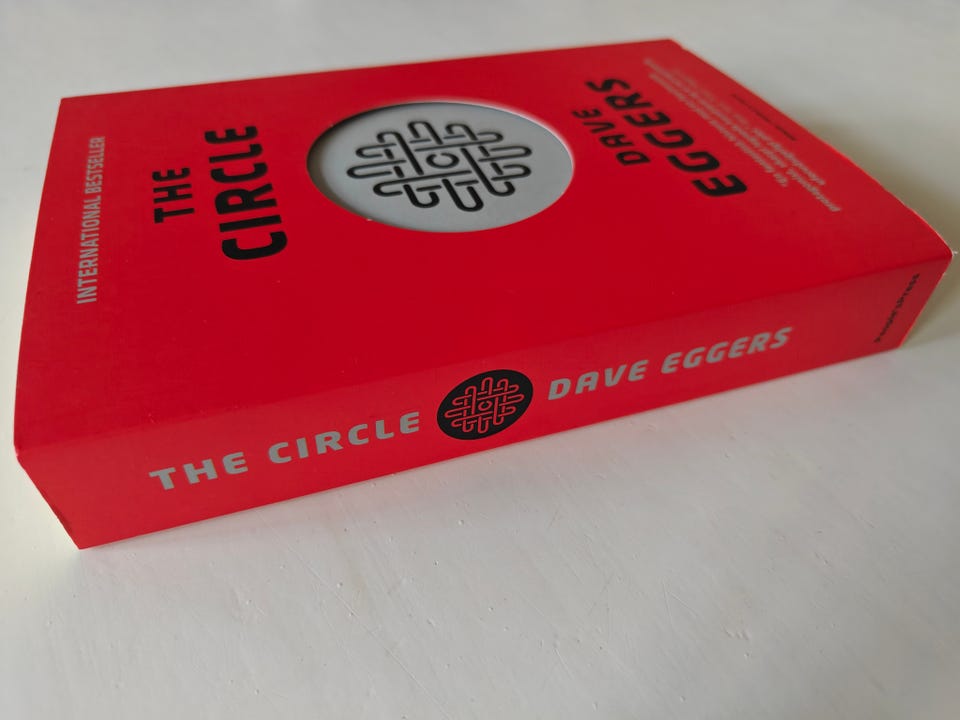 INTERNATIONAL BESTSELLER
THE
CIRCLE
C
DAVE
EGGERS
THE CIRCLE
C
DAVE EGGERS